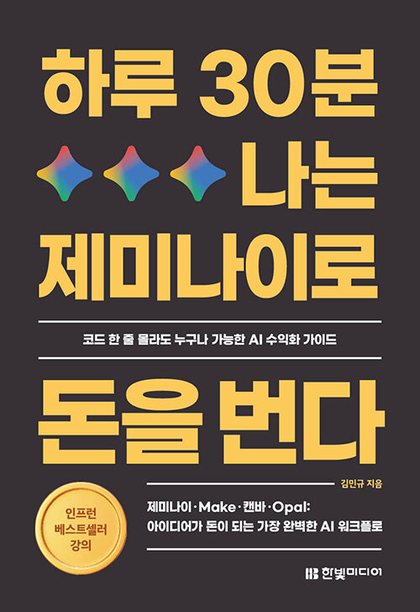 하루 30분
나는
제미나이로
코드 한 줄 몰라도 누구나 가능한 AI 수익화 가이드
돈을 번다
김민규 지음
인프런
베스트셀러
강의
제미나이·Make·캔바·Opal:
아이디어가 돈이 되는 가장 완벽한 AI 워크플로
한빛미디어